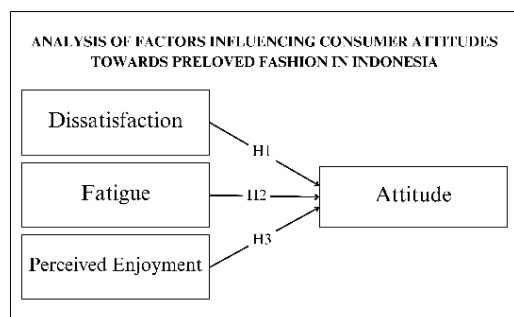 ANALYSIS OF FACTORS INFLUENCING CONSUMER ATTITUDES
TOWARDS PRELOVED FASHION IN INDONESIA
Dissatisfaction
H1
Fatigue
H2
Attitude
H3
Perceived Enjoyment